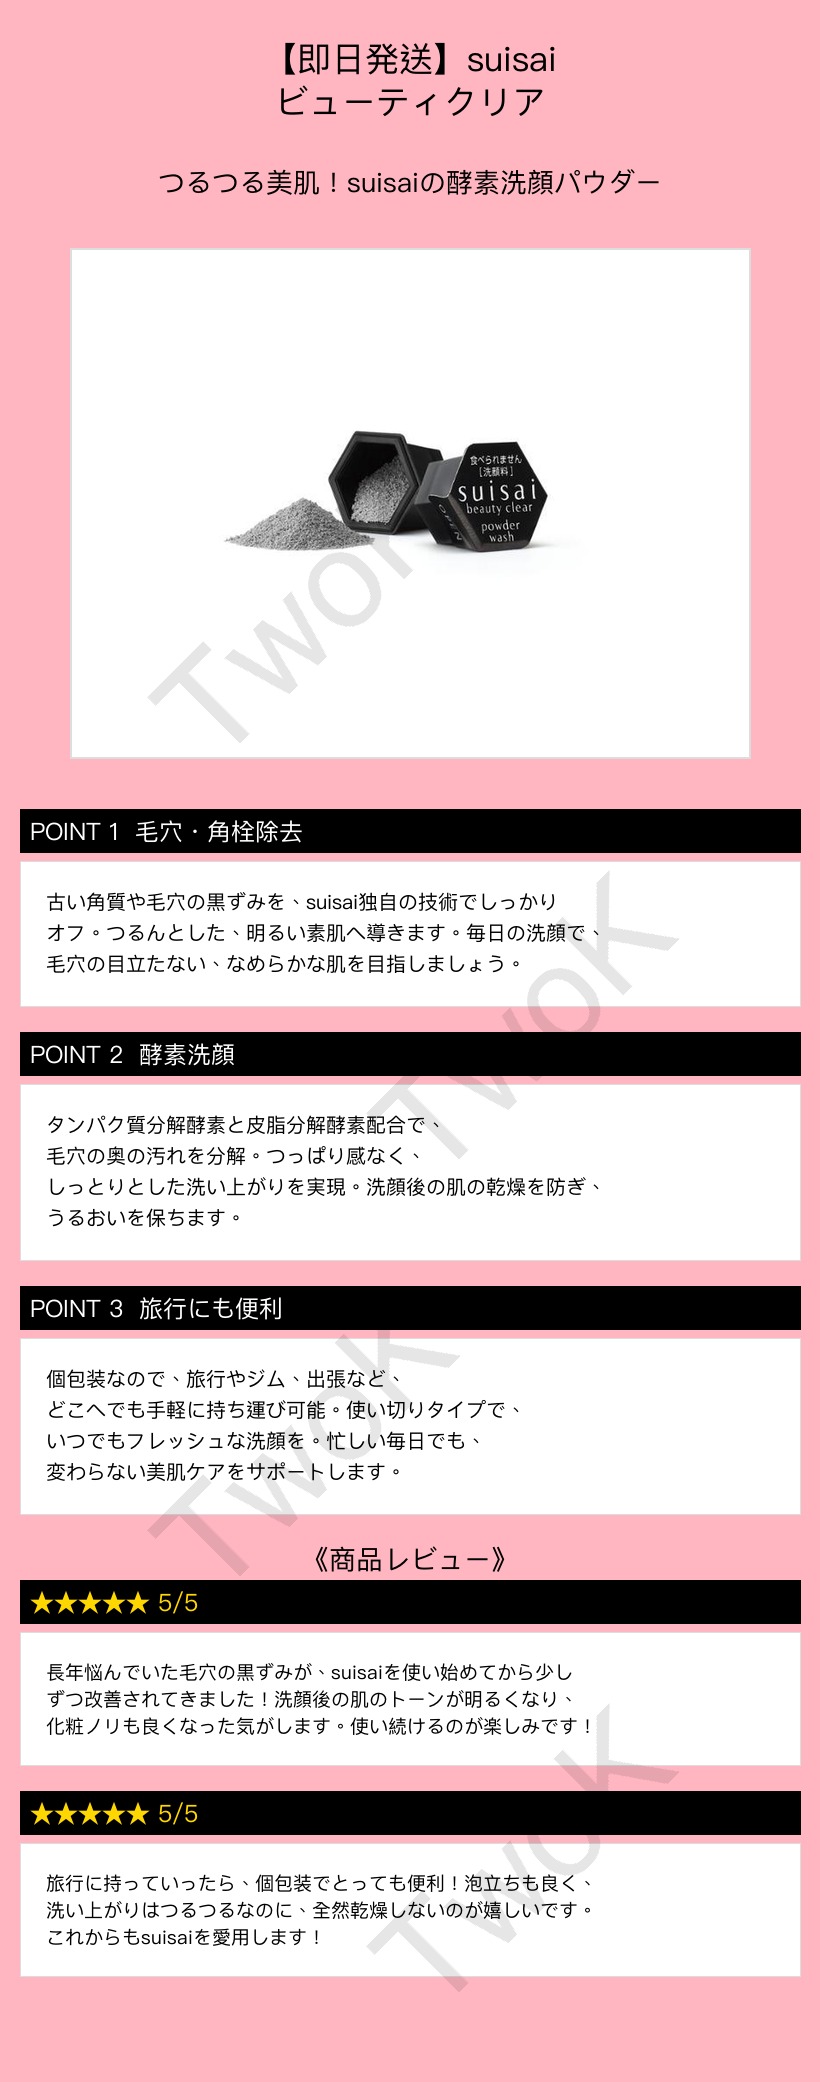 【即日発送】suisai
ビューティクリア
つるつる美肌！suisaiの酵素洗顔パウダー
食べられません
[洗顔料]
suisai
beauty clear
powder
wash
OPEN
TwoK
POINT 1 毛穴・角栓除去
古い角質や毛穴の黒ずみを、suisai独自の技術でしっかり
オフ。つるんとした、明るい素肌へ導きます。毎日の洗顔で、
毛穴の目立たない、なめらかな肌を目指しましょう。
TwoK
POINT 2 酵素洗顔
タンパク質分解酵素と皮脂分解酵素配合で、
毛穴の奥の汚れを分解。つっぱり感なく、
しっとりとした洗い上がりを実現。洗顔後の肌の乾燥を防ぎ、
うるおいを保ちます。
POINT 3 旅行にも便利
個包装なので、旅行やジム、出張など、
どこへでも手軽に持ち運び可能。使い切りタイプで、
いつでもフレッシュな洗顔を。忙しい毎日でも、
変わらない美肌ケアをサポートします。
TwoK
《商品レビュー》
★★★★★ 5/5
長年悩んでいた毛穴の黒ずみが、suisaiを使い始めてから少し
ずつ改善されてきました！洗顔後の肌のトーンが明るくなり、
化粧ノリも良くなった気がします。使い続けるのが楽しみです！
★★★★★ 5/5
旅行に持っていったら、個包装でとっても便利！泡立ちも良く、
洗い上がりはつるつるなのに、全然乾燥しないのが嬉しいです。
これからもsuisaiを愛用します！
TwoK